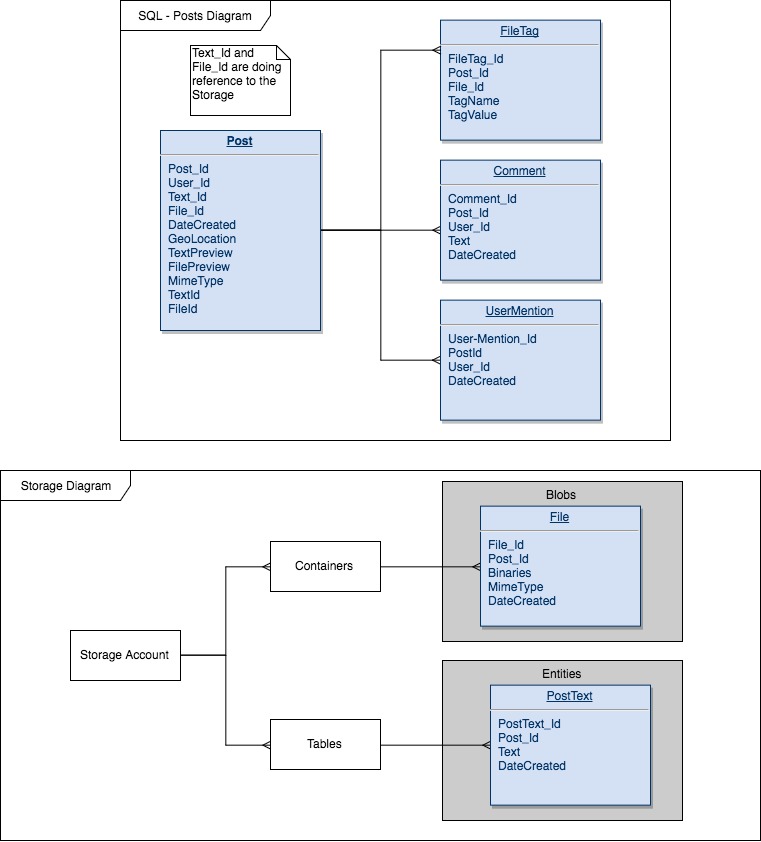 SQL - Posts Diagram
Text_Id and
File_Id are doing
reference to the
Storage
Post
Post_Id
User_Id
Text_Id
File_Id
DateCreated
GeoLocation
TextPreview
FilePreview
MimeType
TextId
FileId
FileTag
FileTag_Id
Post_Id
File_Id
TagName
TagValue
Comment
Comment_Id
Post_Id
User_Id
Text
DateCreated
UserMention
User-Mention_Id
PostId
User_Id
DateCreated
Storage Diagram
Storage Account
Containers
Tables
Blobs
File
File_Id
Post_Id
Binaries
MimeType
DateCreated
Entities
PostText
PostText_Id
Post_Id
Text
DateCreated